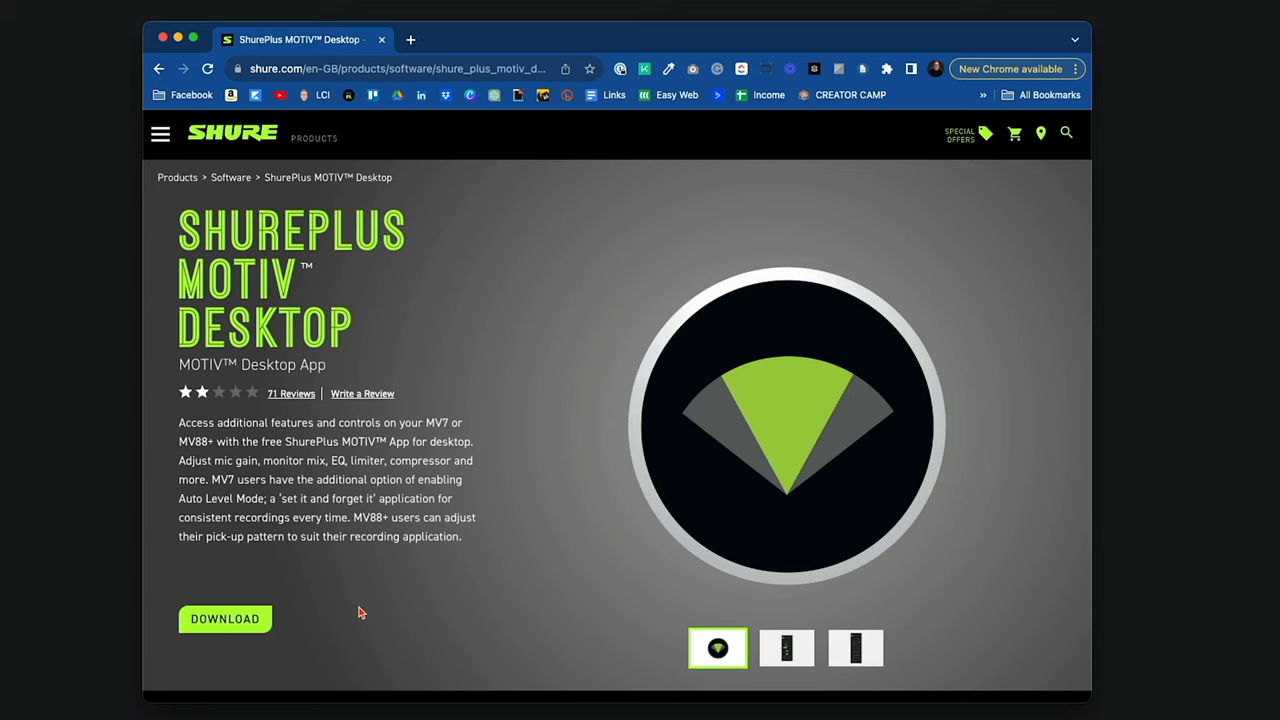 ShurePlus MOTIV™ Desktop -
shure.com/en-GB/products/software/shure_plus_motiv_d...
New Chrome available
Facebook
LCI
Links
Easy Web
Income
CREATOR CAMP
»
All Bookmarks
SHURE
PRODUCTS
SPECIAL
OFFERS
Products > Software > ShurePlus MOTIV™ Desktop
SHUREPLUS
MOTIV™
DESKTOP
MOTIV™ Desktop App
71 Reviews | Write a Review
Access additional features and controls on your MV7 or
MV88+ with the free ShurePlus MOTIV™ App for desktop.
Adjust mic gain, monitor mix, EQ, limiter, compressor and
more. MV7 users have the additional option of enabling
Auto Level Mode; a 'set it and forget it' application for
consistent recordings every time. MV88+ users can adjust
their pick-up pattern to suit their recording application.
DOWNLOAD